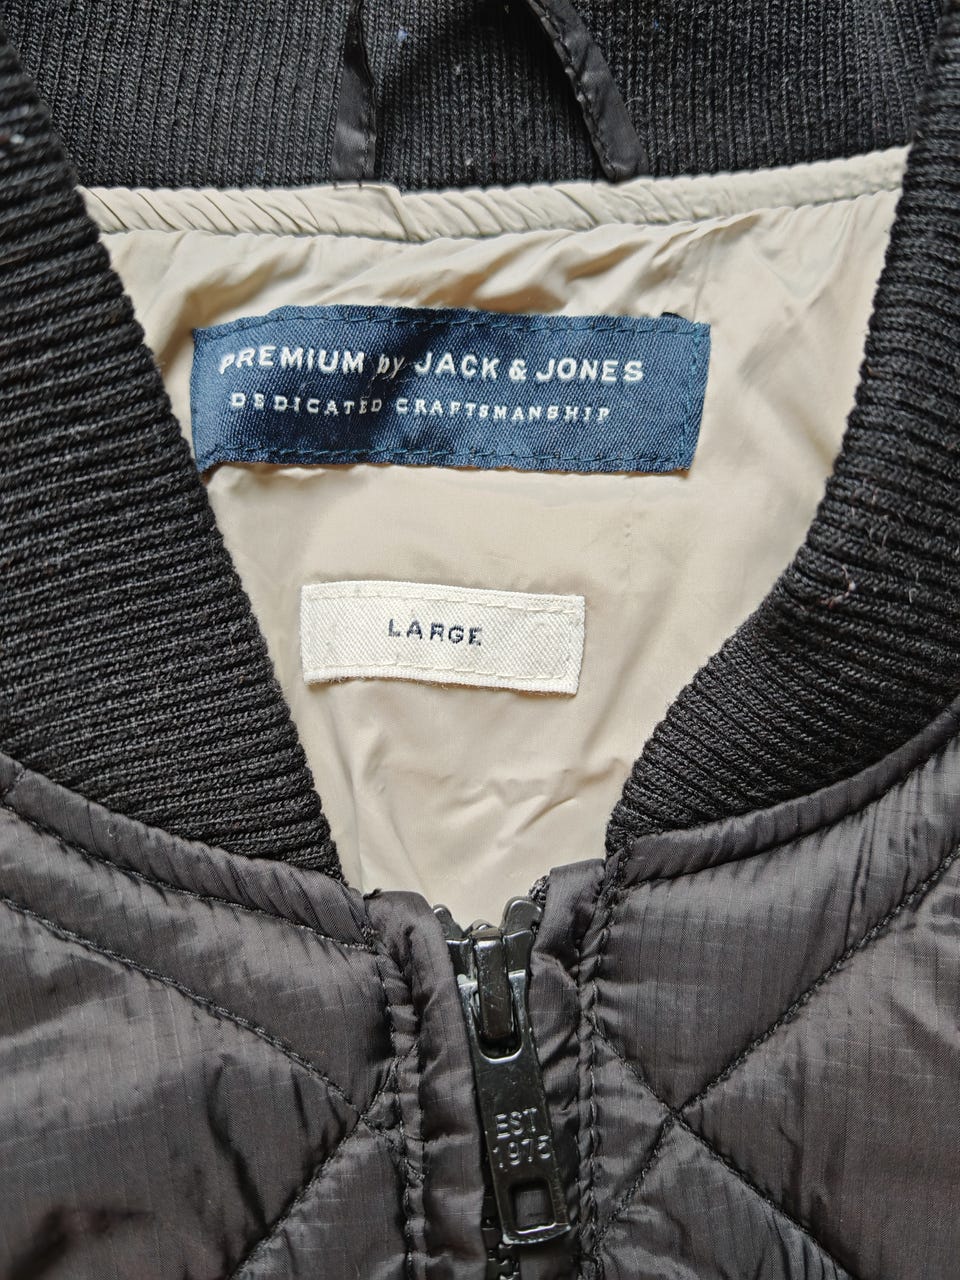 PREMIUM by JACK & JONES
DEDICATED CRAFTSMANSHIP
LARGE
EST
1975